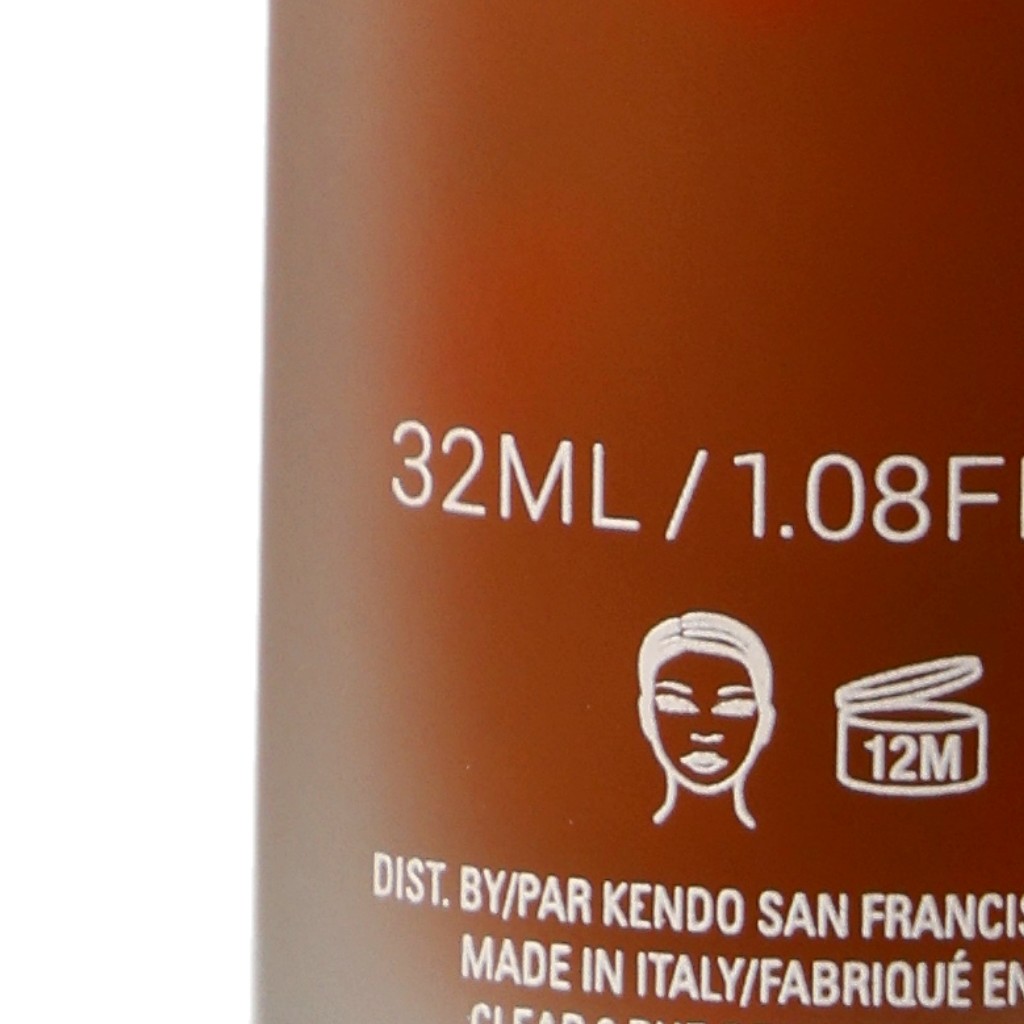 32ML / 1.08F
12M
DIST. BY/PAR KENDO SAN FRANCIS
MADE IN ITALY/FABRIQUÉ EN